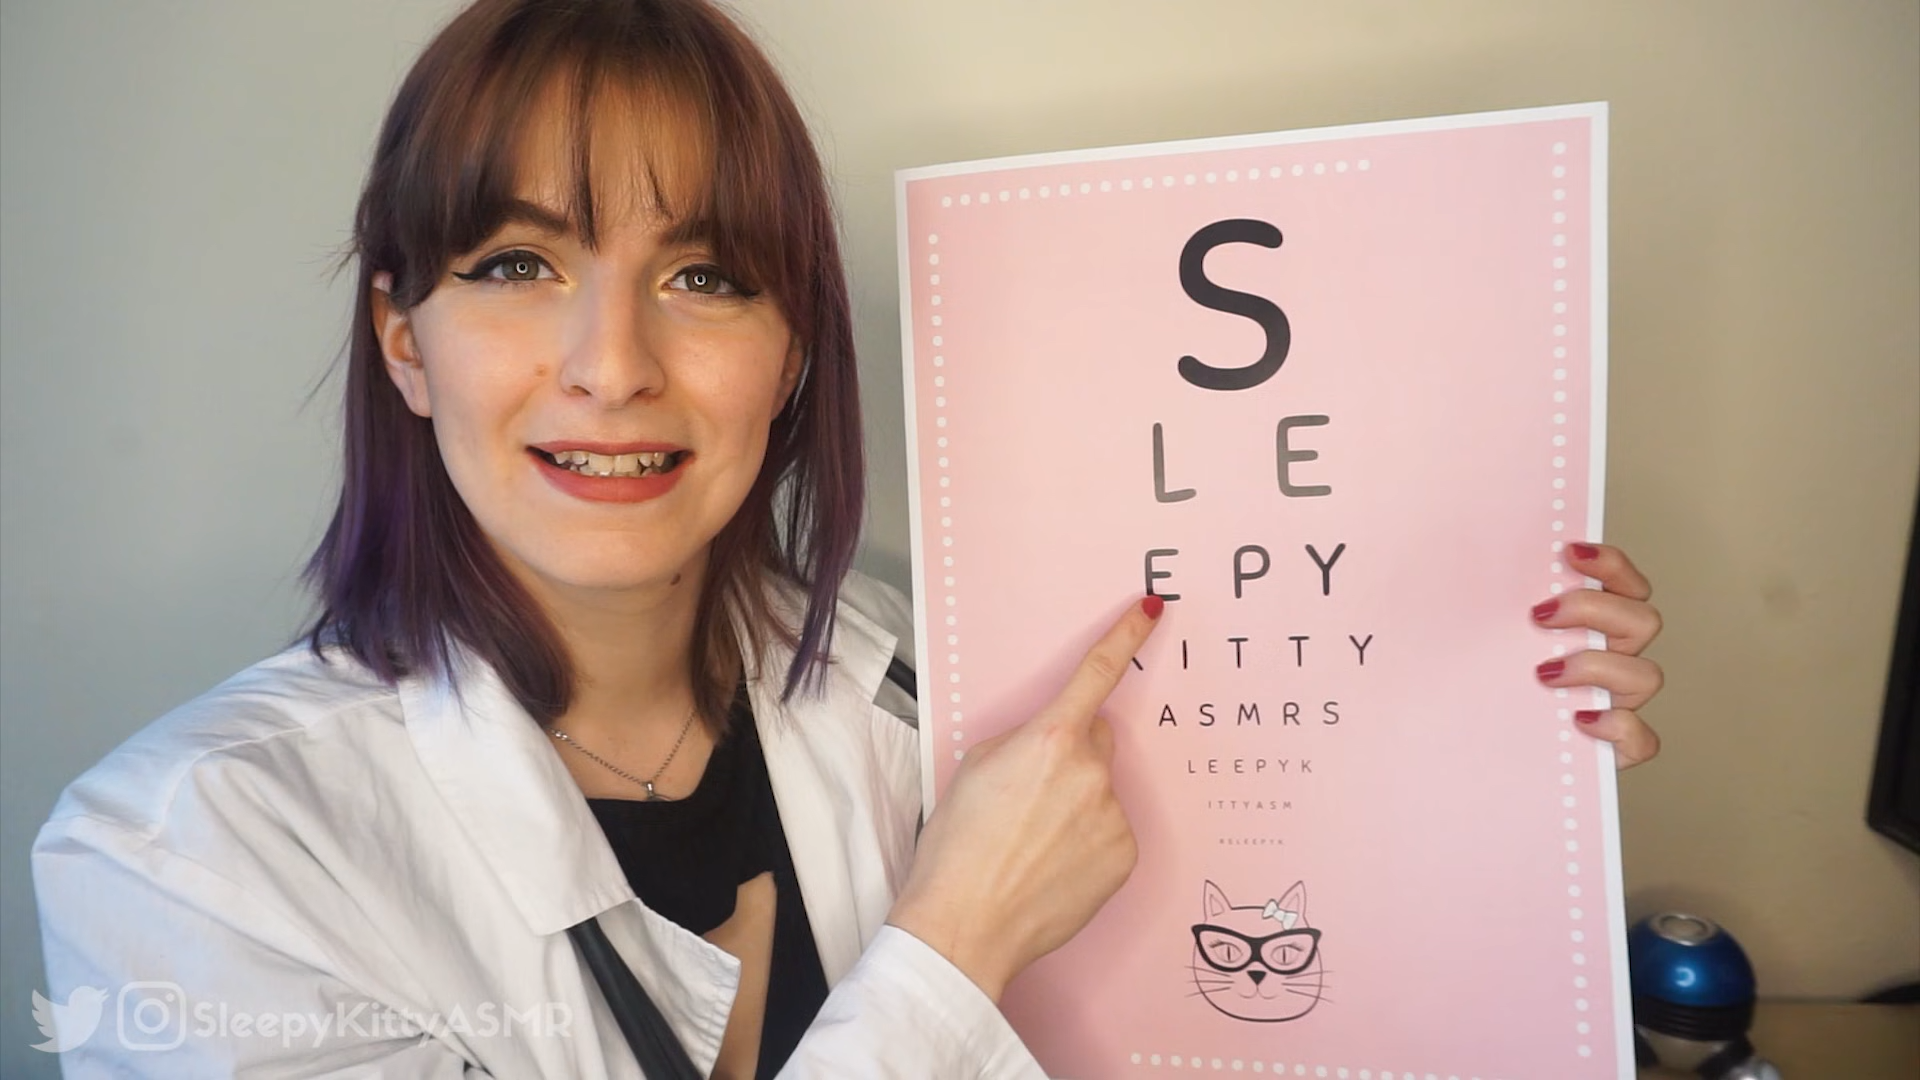 S
L E
E P Y
K I T T Y
A S M R S
L E E P Y K
I T T Y A S M
R S L E E P Y K
SleepyKittyASMR